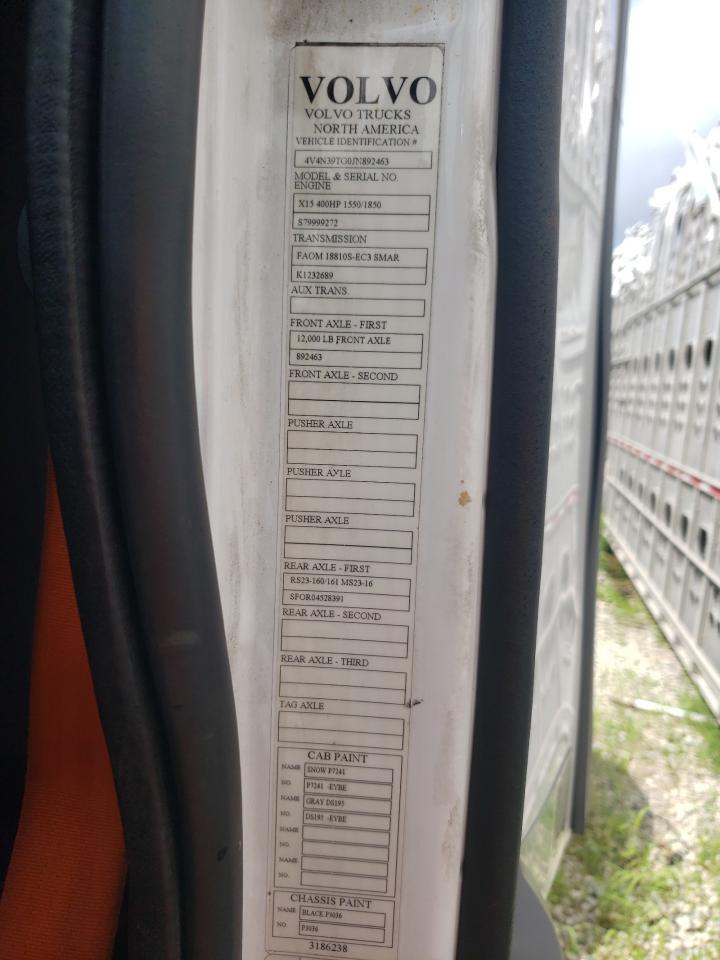 VOLVO
VOLVO TRUCKS
NORTH AMERICA
VEHICLE IDENTIFICATION #
4V4N39TG0JN892463
MODEL & SERIAL NO.
ENGINE
X15 400HP 1550/1850
S79999272
TRANSMISSION
FAOM 18810S-EC3 SMAR
K1232689
AUX TRANS.
FRONT AXLE - FIRST
12,000 LB FRONT AXLE
892463
FRONT AXLE - SECOND
PUSHER AXLE
PUSHER AXLE
PUSHER AXLE
REAR AXLE - FIRST
RS23-160/161 MS23-16
SFOR04528391
REAR AXLE - SECOND
REAR AXLE - THIRD
TAG AXLE
CAB PAINT
NAME SNOW P7241
NO. P7241 -EYBE
NAME GRAY DS195
NO. DS195 -EYBE
NAME
NO.
NAME
NO.
CHASSIS PAINT
NAME BLACK P3036
NO P3036
3186238